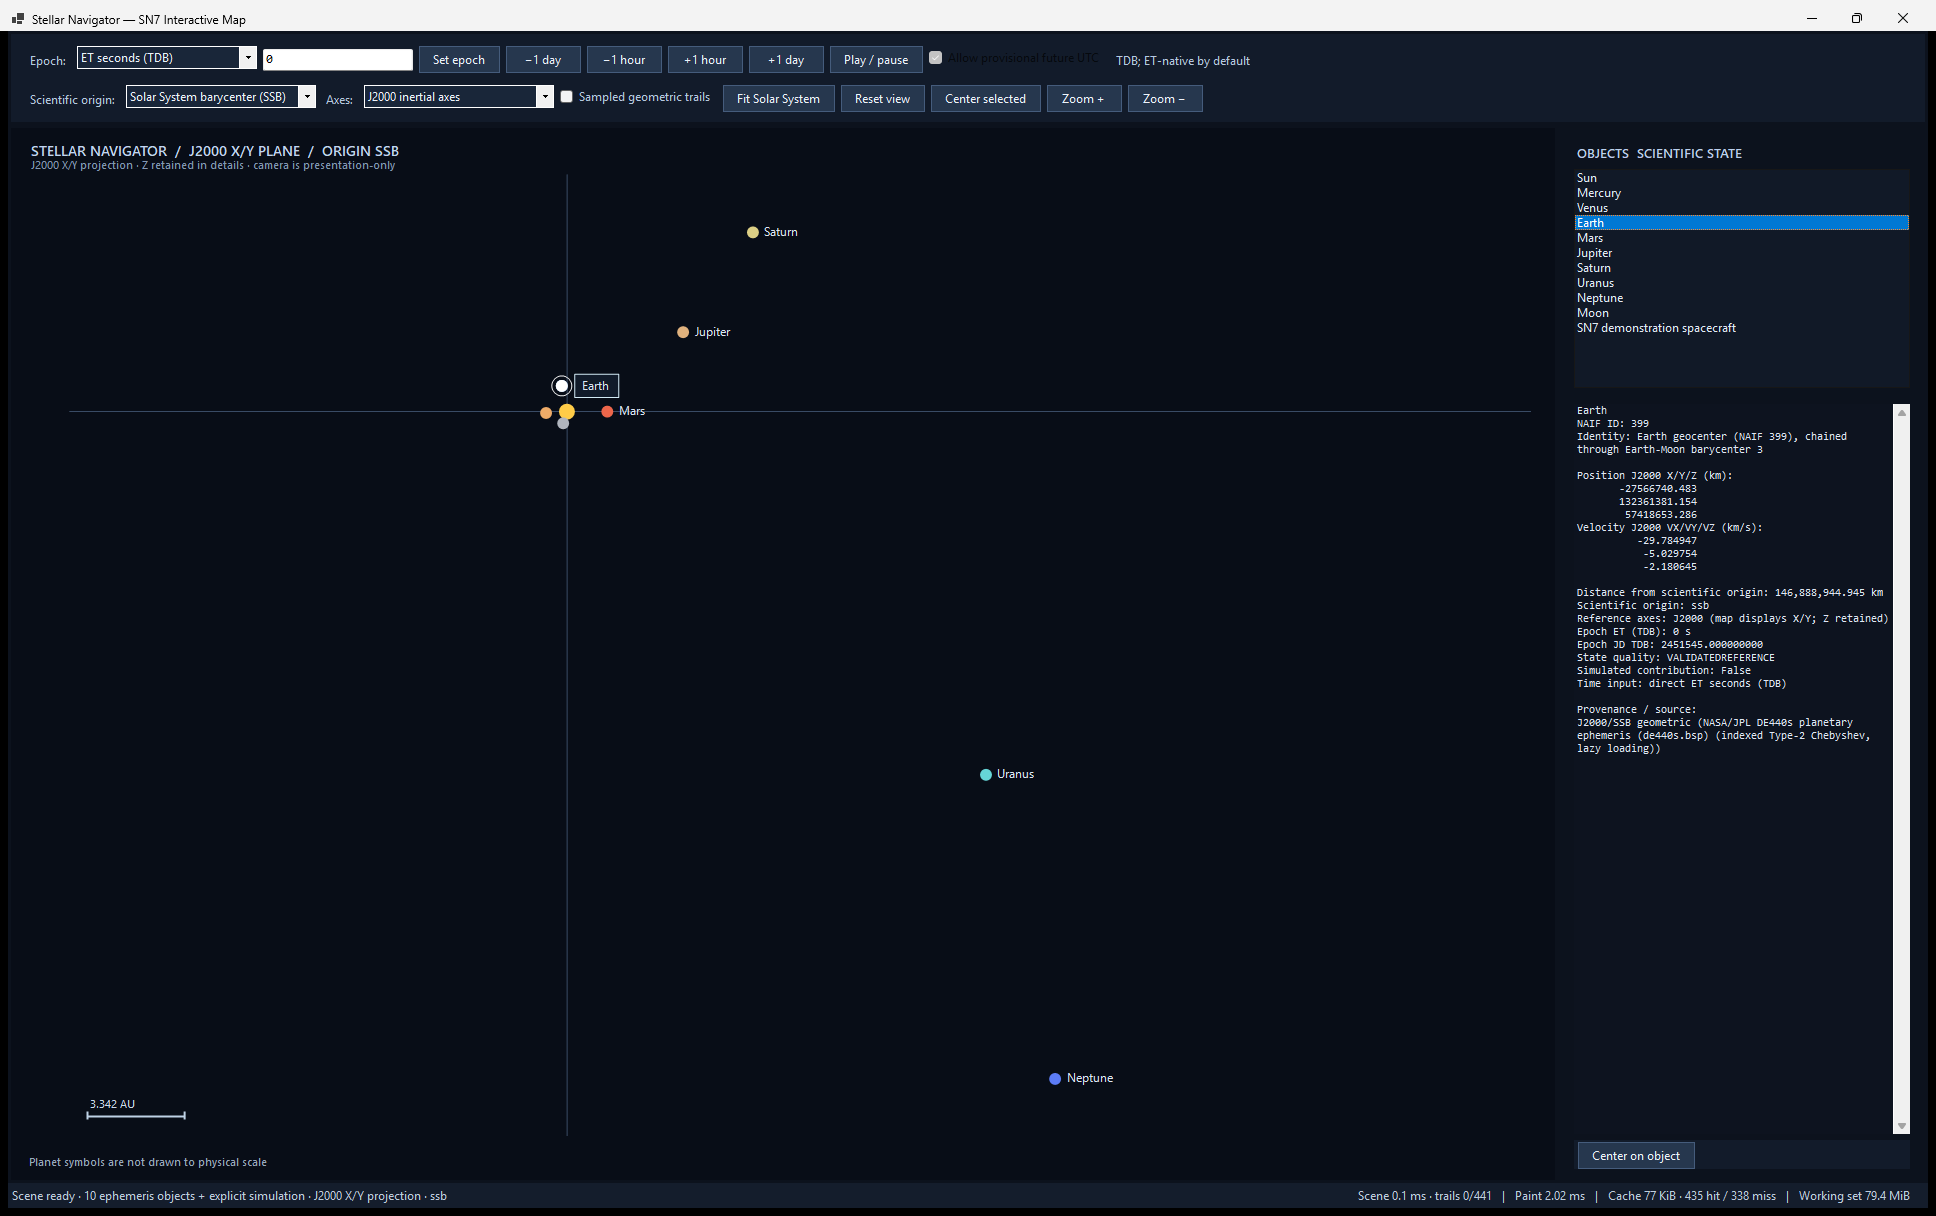 Stellar Navigator — SN7 Interactive Map
Epoch: ET seconds (TDB) 0 Set epoch −1 day −1 hour +1 hour +1 day Play / pause Allow provisional future UTC TDB; ET-native by default
Scientific origin: Solar System barycenter (SSB) Axes: J2000 inertial axes Sampled geometric trails Fit Solar System Reset view Center selected Zoom + Zoom −
STELLAR NAVIGATOR / J2000 X/Y PLANE / ORIGIN SSB
J2000 X/Y projection · Z retained in details · camera is presentation-only
Saturn
Jupiter
Earth
Mars
Uranus
Neptune
3.342 AU
Planet symbols are not drawn to physical scale
OBJECTS SCIENTIFIC STATE
Sun
Mercury
Venus
Earth
Mars
Jupiter
Saturn
Uranus
Neptune
Moon
SN7 demonstration spacecraft
Earth
NAIF ID: 399
Identity: Earth geocenter (NAIF 399), chained
through Earth-Moon barycenter 3
Position J2000 X/Y/Z (km):
-27566740.483
132361381.154
57418653.286
Velocity J2000 VX/VY/VZ (km/s):
-29.784947
-5.029754
-2.180645
Distance from scientific origin: 146,888,944.945 km
Scientific origin: ssb
Reference axes: J2000 (map displays X/Y; Z retained)
Epoch ET (TDB): 0 s
Epoch JD TDB: 2451545.000000000
State quality: VALIDATEDREFERENCE
Simulated contribution: False
Time input: direct ET seconds (TDB)
Provenance / source:
J2000/SSB geometric (NASA/JPL DE440s planetary
ephemeris (de440s.bsp) (indexed Type-2 Chebyshev,
lazy loading))
Center on object
Scene ready · 10 ephemeris objects + explicit simulation · J2000 X/Y projection · ssb
Scene 0.1 ms · trails 0/441 | Paint 2.02 ms | Cache 77 KiB · 435 hit / 338 miss | Working set 79.4 MiB